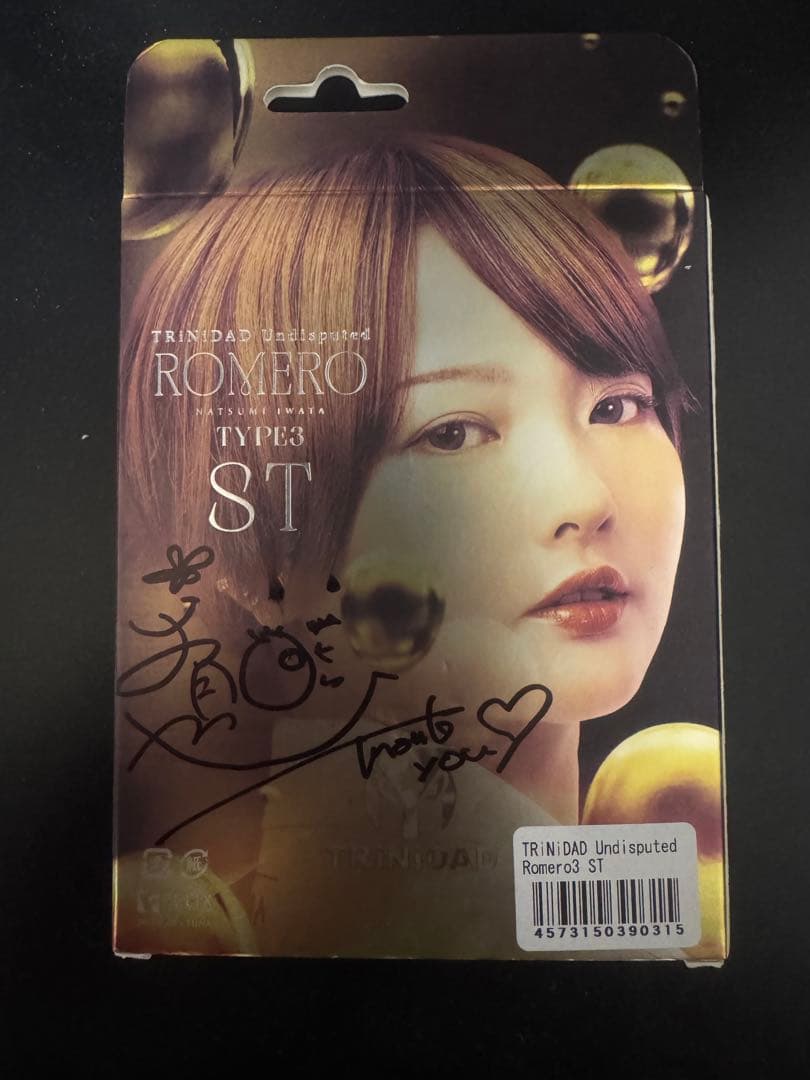 TRiNiDAD Undisputed
ROMERO
NATSUMI IWATA
TYPE3
ST
Thank
you
TRiNiDAD
TRiNiDAD Undisputed
Romero3 ST
4573150390315